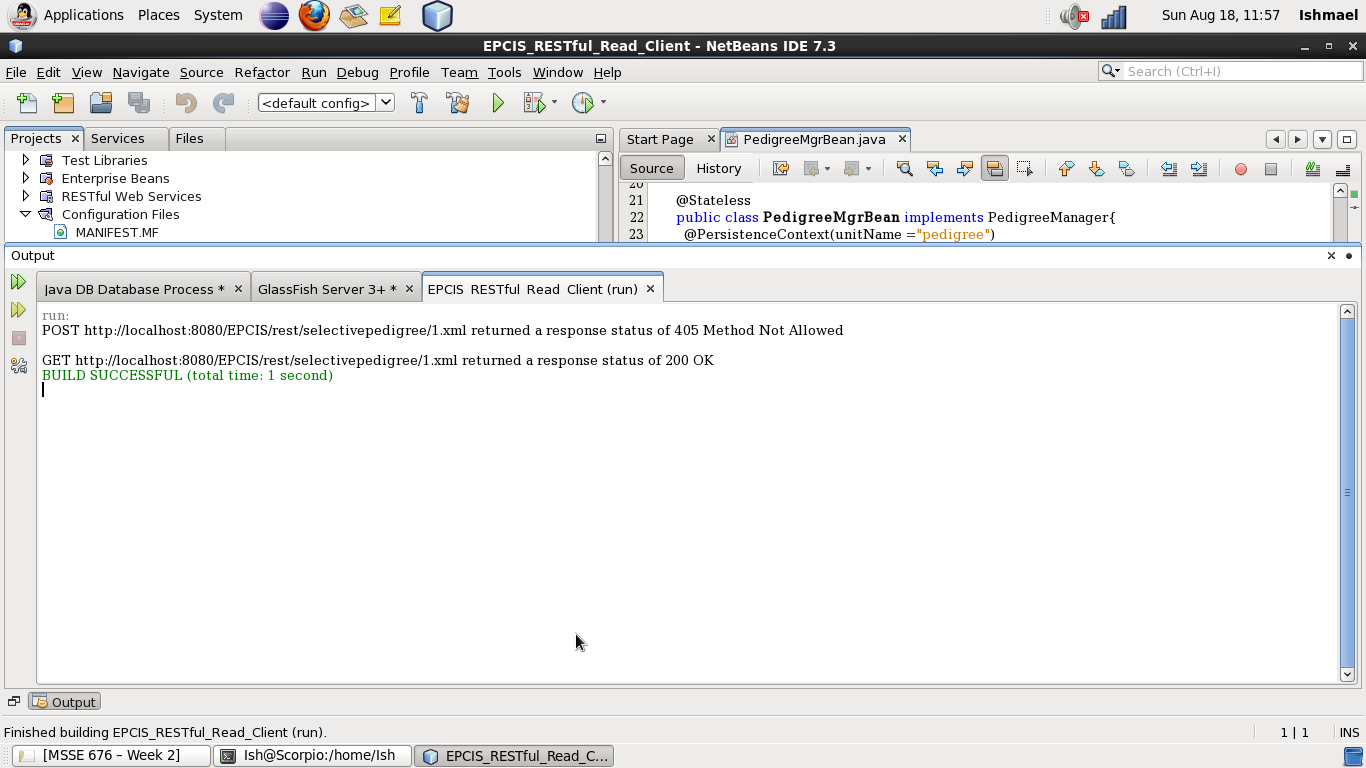 Applications Places System Sun Aug 18, 11:57 Ishmael
EPCIS_RESTful_Read_Client - NetBeans IDE 7.3
File Edit View Navigate Source Refactor Run Debug Profile Team Tools Window Help Search (Ctrl+I)
<default config>
Projects Services Files Start Page PedigreeMgrBean.java
Test Libraries
Enterprise Beans
RESTful Web Services
Configuration Files
MANIFEST.MF
Source History
20
21 @Stateless
22 public class PedigreeMgrBean implements PedigreeManager{
23 @PersistenceContext(unitName ="pedigree")
Output
Java DB Database Process * GlassFish Server 3+ * EPCIS_RESTful_Read_Client (run)
run:
POST http://localhost:8080/EPCIS/rest/selectivepedigree/1.xml returned a response status of 405 Method Not Allowed
GET http://localhost:8080/EPCIS/rest/selectivepedigree/1.xml returned a response status of 200 OK
BUILD SUCCESSFUL (total time: 1 second)
Output
Finished building EPCIS_RESTful_Read_Client (run). 1 | 1 INS
[MSSE 676 – Week 2] Ish@Scorpio:/home/Ish EPCIS_RESTful_Read_C...